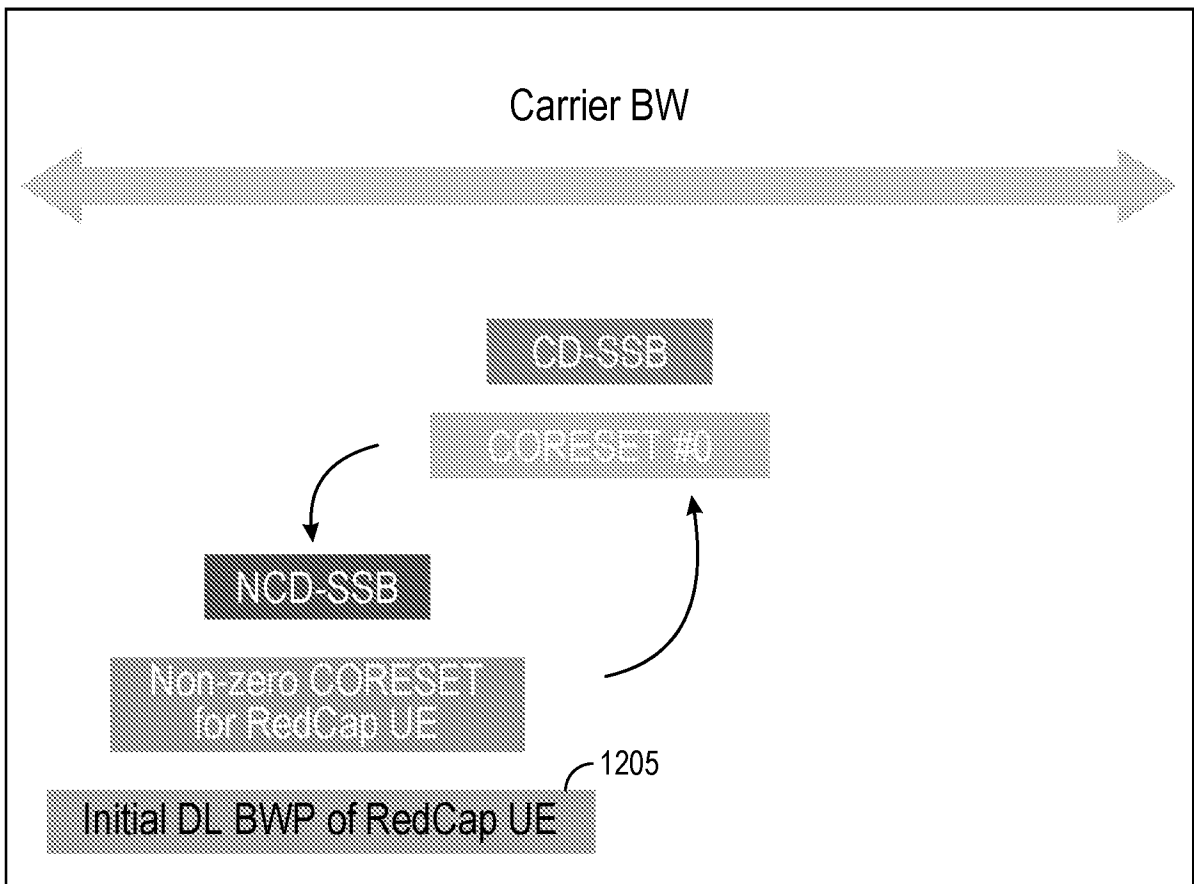 Carrier BW
CD-SSB
CORESET #0
NCD-SSB
Non-zero CORESET
for RedCap UE
1205
Initial DL BWP of RedCap UE